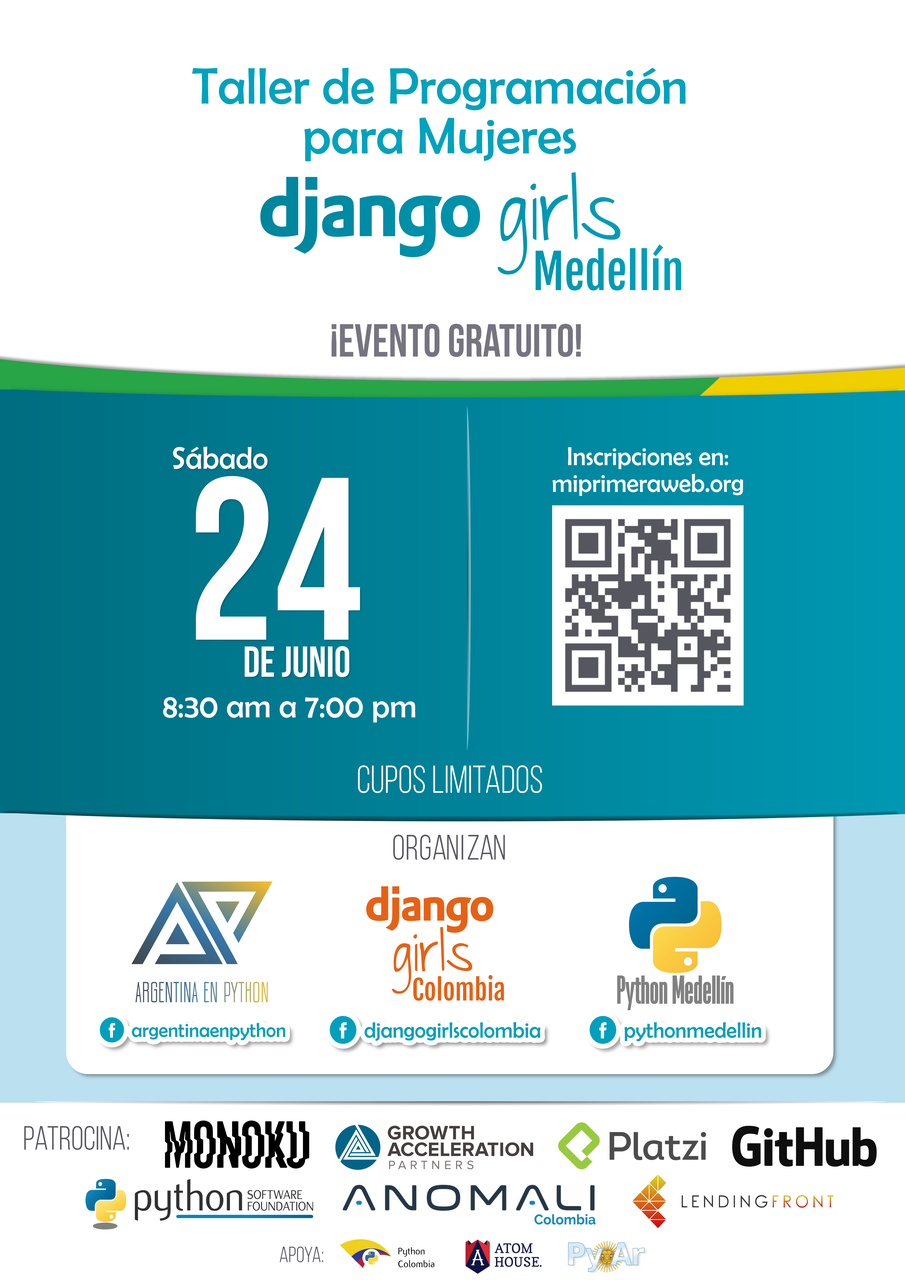 Taller de Programación
para Mujeres
django girls
Medellín
¡EVENTO GRATUITO!
Sábado
24
DE JUNIO
8:30 am a 7:00 pm
Inscripciones en:
miprimeraweb.org
CUPOS LIMITADOS
ORGANIZAN
ARGENTINA EN PYTHON
argentinaenpython
django
girls
Colombia
djangogirlscolombia
Python Medellín
pythonmedellin
PATROCINA:
MONOKU
GROWTH
ACCELERATION
PARTNERS
Platzi
GitHub
python SOFTWARE
FOUNDATION
ANOMALI
Colombia
LENDINGFRONT
APOYA:
Python
Colombia
ATOM
HOUSE.
PyAr